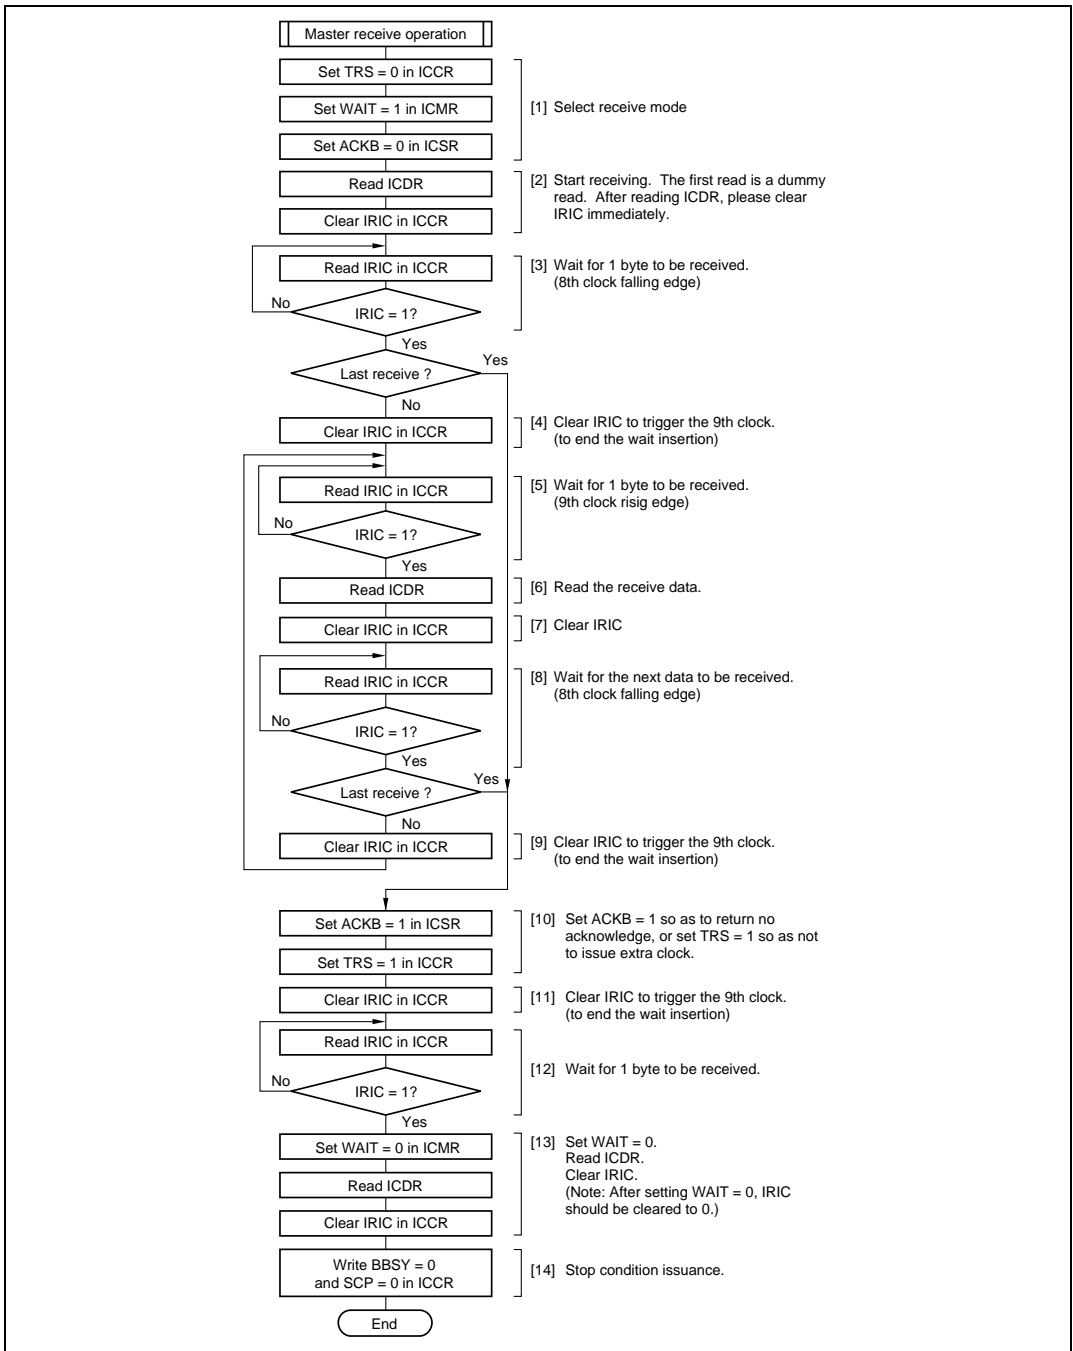 Master receive operation
Set TRS = 0 in ICCR
Set WAIT = 1 in ICMR
[1] Select receive mode
Set ACKB = 0 in ICSR
Read ICDR
[2] Start receiving. The first read is a dummy
read. After reading ICDR, please clear
IRIC immediately.
Clear IRIC in ICCR
Read IRIC in ICCR
[3] Wait for 1 byte to be received.
(8th clock falling edge)
No
IRIC = 1?
Yes
Last receive ?
Yes
No
Clear IRIC in ICCR
[4] Clear IRIC to trigger the 9th clock.
(to end the wait insertion)
Read IRIC in ICCR
[5] Wait for 1 byte to be received.
(9th clock risig edge)
No
IRIC = 1?
Yes
Read ICDR
[6] Read the receive data.
Clear IRIC in ICCR
[7] Clear IRIC
Read IRIC in ICCR
[8] Wait for the next data to be received.
(8th clock falling edge)
No
IRIC = 1?
Yes
Last receive ?
Yes
No
Clear IRIC in ICCR
[9] Clear IRIC to trigger the 9th clock.
(to end the wait insertion)
Set ACKB = 1 in ICSR
[10] Set ACKB = 1 so as to return no
acknowledge, or set TRS = 1 so as not
to issue extra clock.
Set TRS = 1 in ICCR
Clear IRIC in ICCR
[11] Clear IRIC to trigger the 9th clock.
(to end the wait insertion)
Read IRIC in ICCR
[12] Wait for 1 byte to be received.
No
IRIC = 1?
Yes
Set WAIT = 0 in ICMR
[13] Set WAIT = 0.
Read ICDR.
Clear IRIC.
(Note: After setting WAIT = 0, IRIC
should be cleared to 0.)
Read ICDR
Clear IRIC in ICCR
Write BBSY = 0
and SCP = 0 in ICCR
[14] Stop condition issuance.
End